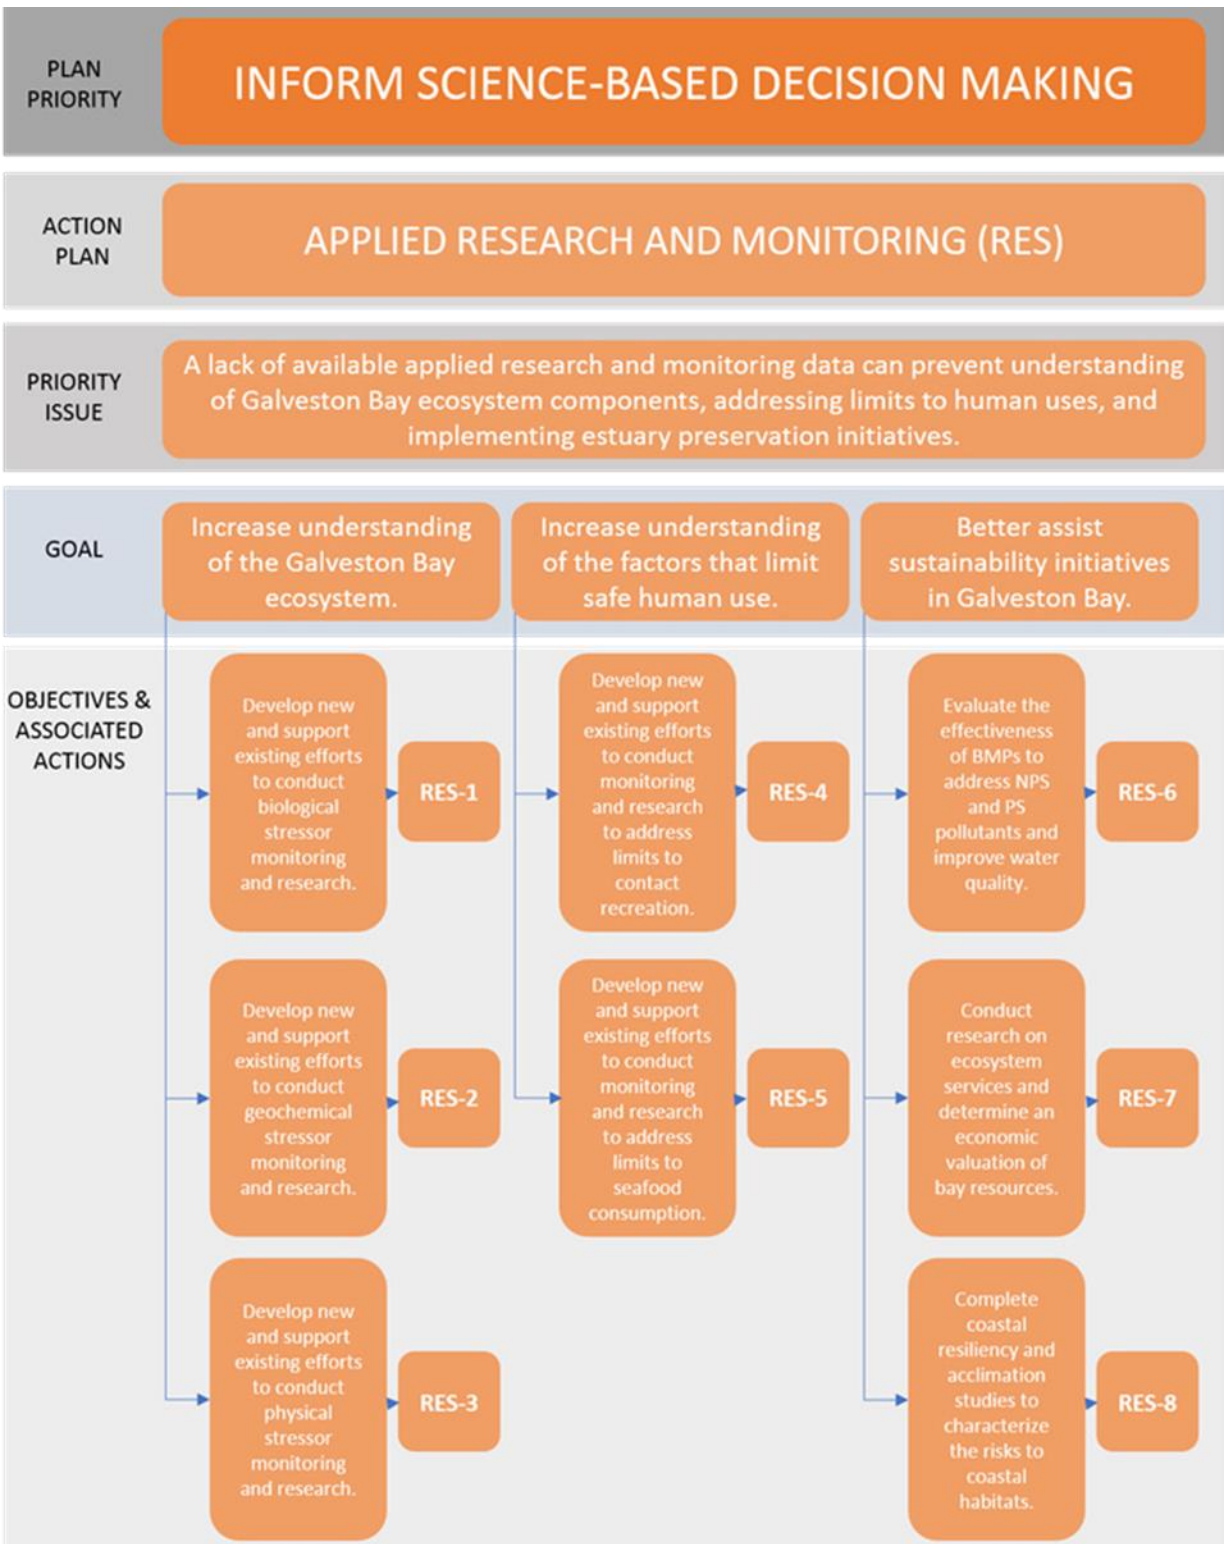 PLAN
PRIORITY
INFORM SCIENCE-BASED DECISION MAKING
ACTION
PLAN
APPLIED RESEARCH AND MONITORING (RES)
PRIORITY
ISSUE
A lack of available applied research and monitoring data can prevent understanding
of Galveston Bay ecosystem components, addressing limits to human uses, and
implementing estuary preservation initiatives.
GOAL
Increase understanding
of the Galveston Bay
ecosystem.
Increase understanding
of the factors that limit
safe human use.
Better assist
sustainability initiatives
in Galveston Bay.
OBJECTIVES &
ASSOCIATED
ACTIONS
Develop new
and support
existing efforts
to conduct
biological
stressor
monitoring
and research.
RES-1
Develop new
and support
existing efforts
to conduct
monitoring
and research
to address
limits to
contact
recreation.
RES-4
Evaluate the
effectiveness
of BMPs to
address NPS
and PS
pollutants and
improve water
quality.
RES-6
Develop new
and support
existing efforts
to conduct
geochemical
stressor
monitoring
and research.
RES-2
Develop new
and support
existing efforts
to conduct
monitoring
and research
to address
limits to
seafood
consumption.
RES-5
Conduct
research on
ecosystem
services and
determine an
economic
valuation of
bay resources.
RES-7
Develop new
and support
existing efforts
to conduct
physical
stressor
monitoring
and research.
RES-3
Complete
coastal
resiliency and
acclimation
studies to
characterize
the risks to
coastal
habitats.
RES-8